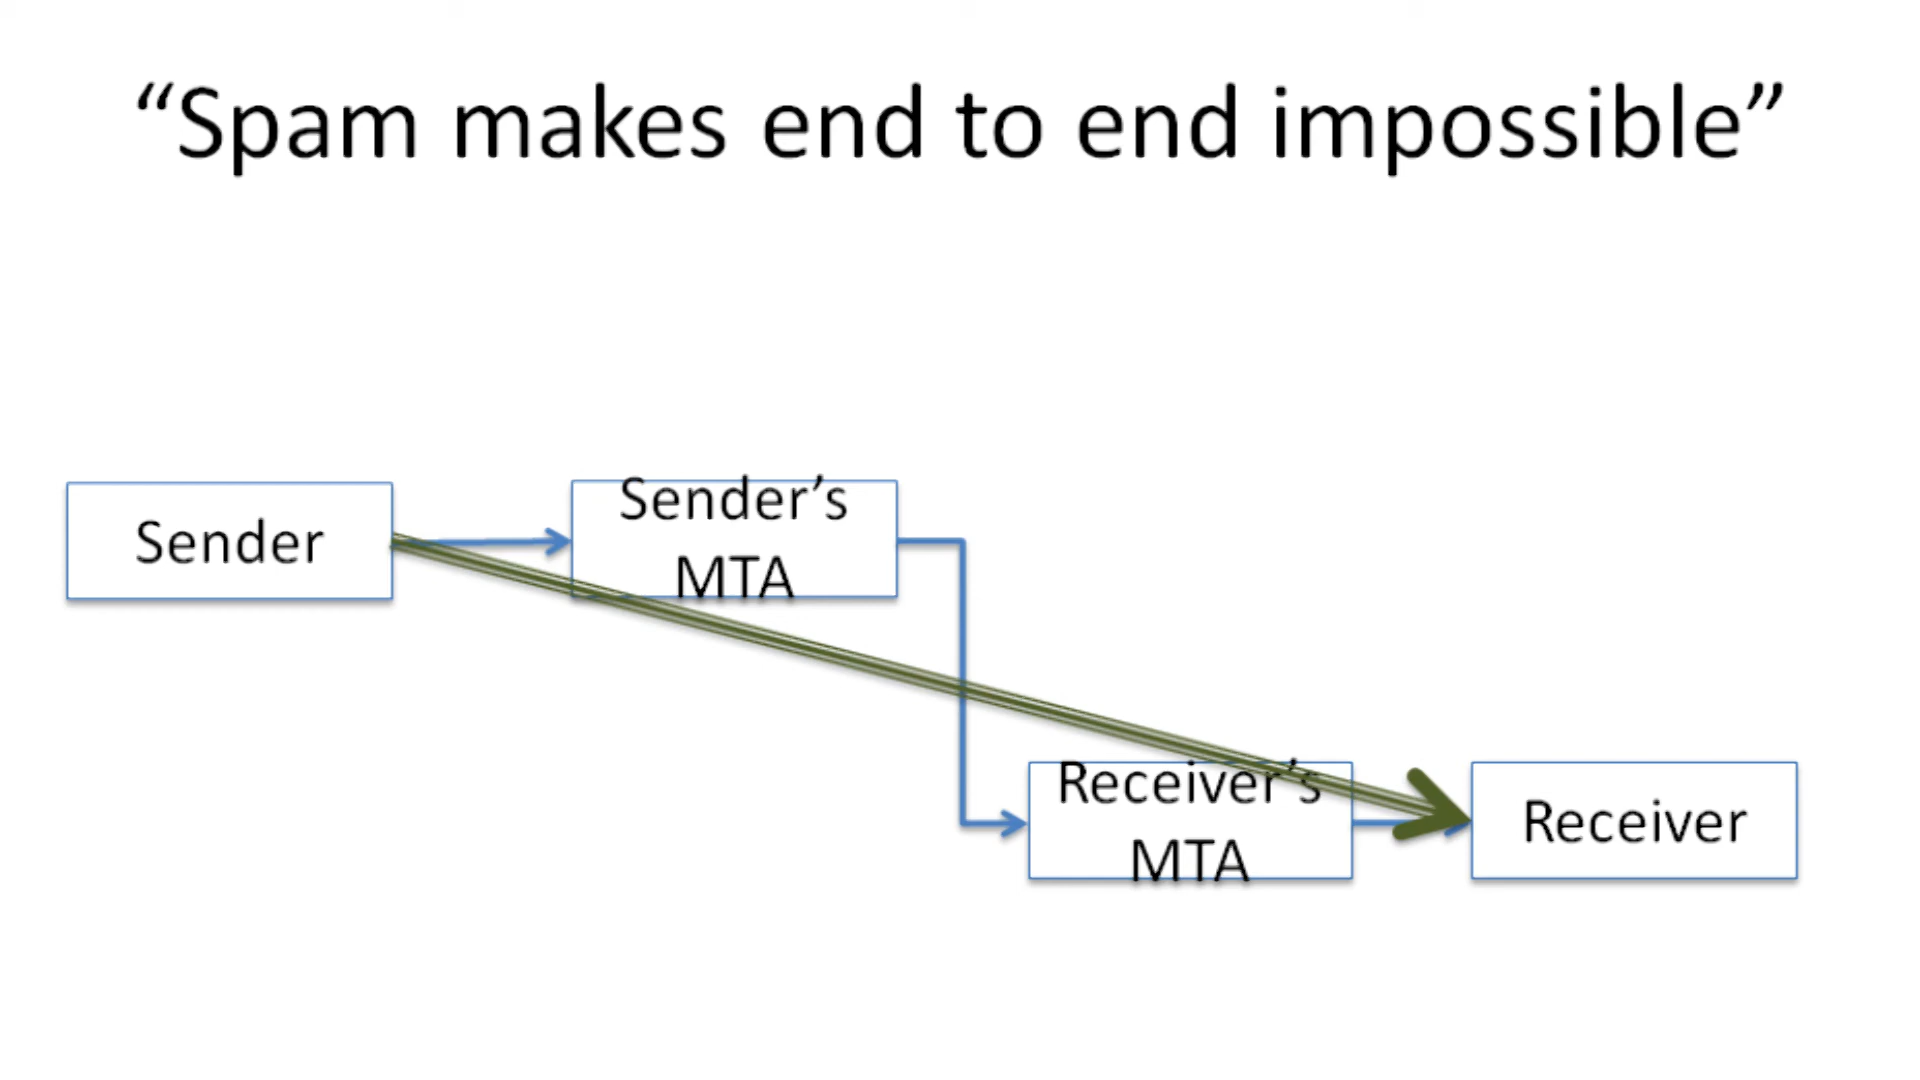 “Spam makes end to end impossible”
Sender
Sender’s
MTA
Receiver’s
MTA
Receiver